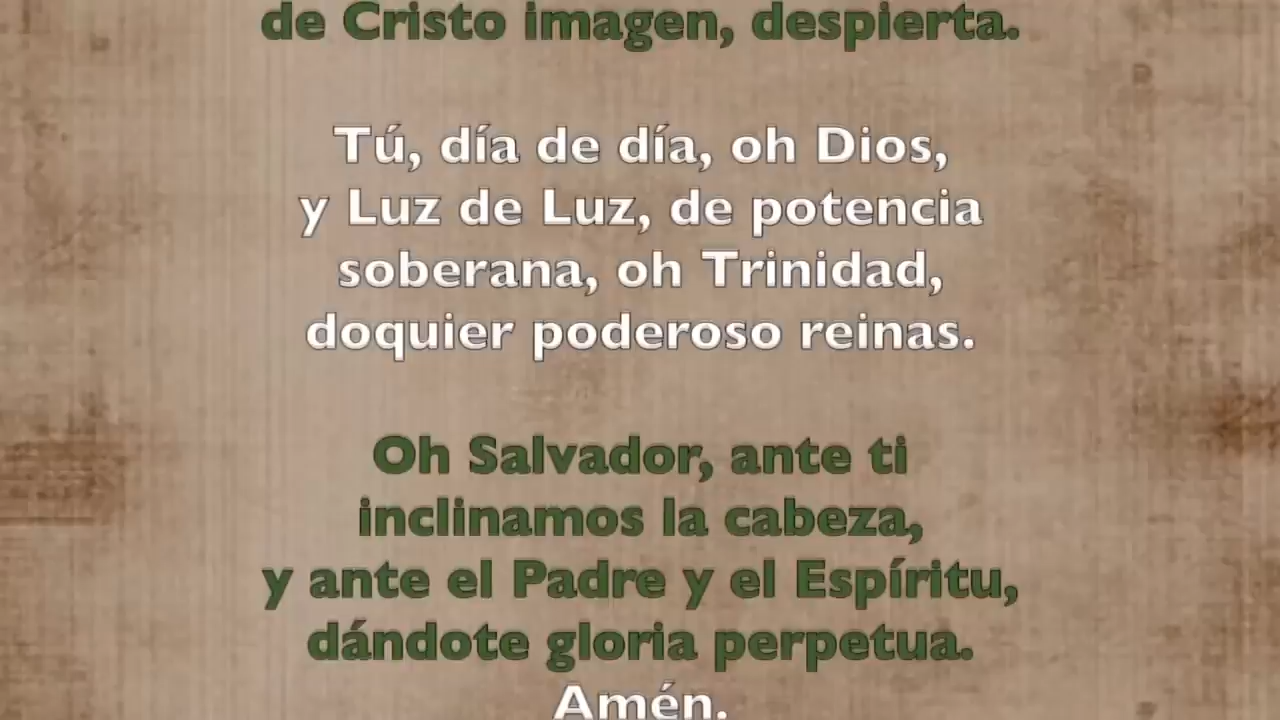 de Cristo imagen, despierta.
Tú, día de día, oh Dios,
y Luz de Luz, de potencia
soberana, oh Trinidad,
doquier poderoso reinas.
Oh Salvador, ante ti
inclinamos la cabeza,
y ante el Padre y el Espíritu,
dándote gloria perpetua.
Amén.